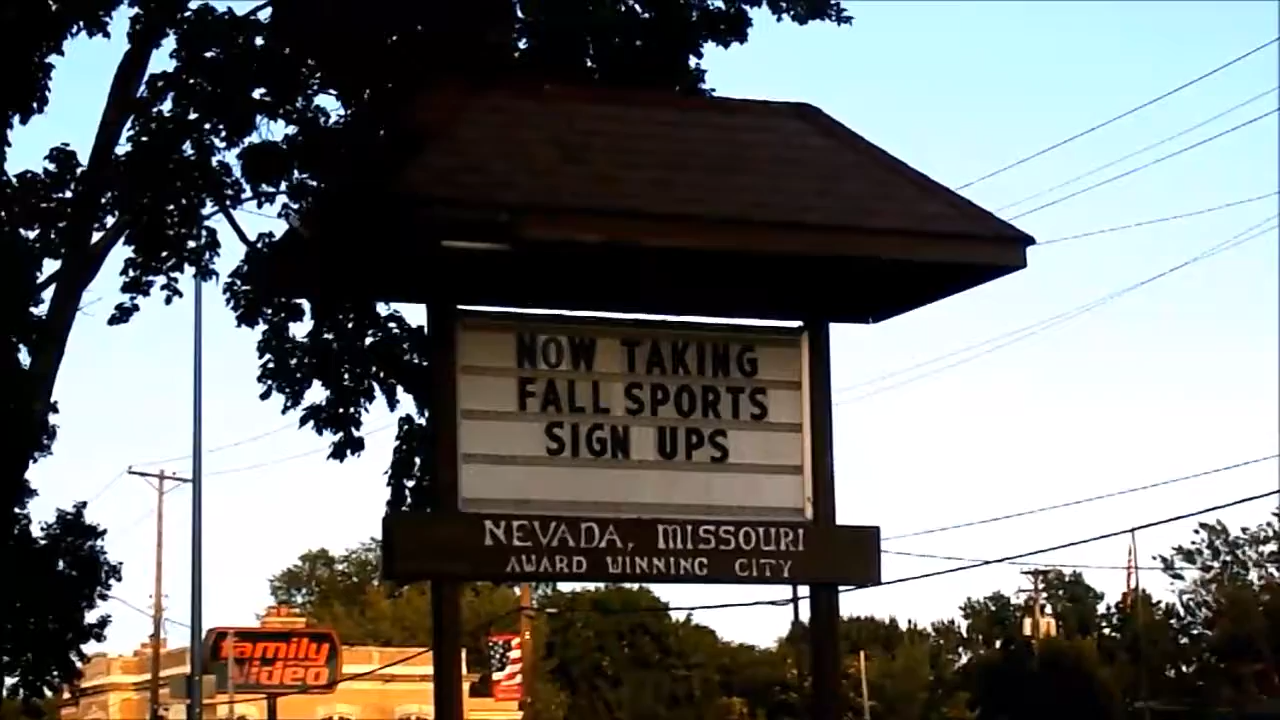 NOW TAKING
FALL SPORTS
SIGN UPS
NEVADA, MISSOURI
AWARD WINNING CITY
family
video